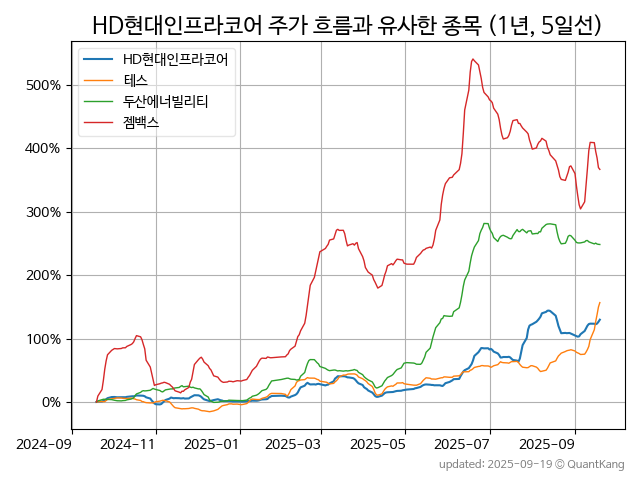 HD현대인프라코어 주가 흐름과 유사한 종목 (1년, 5일선)
HD현대인프라코어
테스
두산에너빌리티
젬백스
500%
400%
300%
200%
100%
0%
2024-09 2024-11 2025-01 2025-03 2025-05 2025-07 2025-09
updated: 2025-09-19 © QuantKang